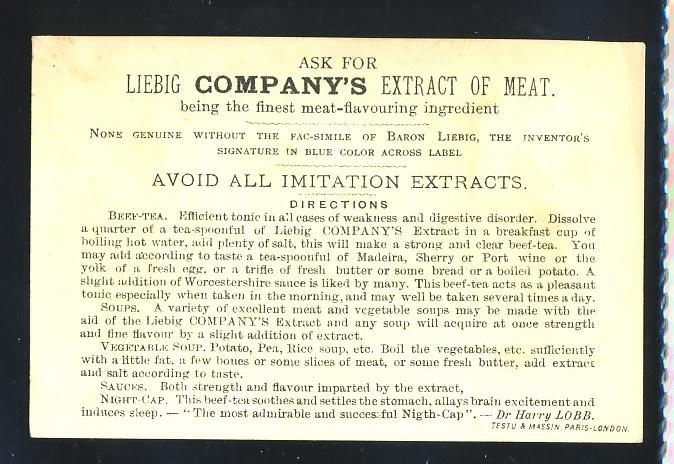 ASK FOR
LIEBIG COMPANY'S EXTRACT OF MEAT.
being the finest meat-flavouring ingredient
NONE GENUINE WITHOUT THE FAC-SIMILE OF BARON LIEBIG, THE INVENTOR'S
SIGNATURE IN BLUE COLOR ACROSS LABEL
AVOID ALL IMITATION EXTRACTS.
DIRECTIONS
BEEF-TEA. Efficient tonic in all cases of weakness and digestive disorder. Dissolve
a quarter of a tea-spoonful of Liebig COMPANY'S Extract in a breakfast cup of
boiling hot water, add plenty of salt, this will make a strong and clear beef-tea. You
may add according to taste a tea-spoonful of Madeira, Sherry or Port wine or the
yolk of a fresh egg, or a trifle of fresh butter or some bread or a boiled potato. A
slight addition of Worcestershire sauce is liked by many. This beef-tea acts as a pleasant
tonic especially when taken in the morning, and may well be taken several times a day.
SOUPS. A variety of excellent meat and vegetable soups may be made with the
aid of the Liebig COMPANY'S Extract and any soup will acquire at once strength
and fine flavour by a slight addition of extract.
VEGETABLE SOUP. Potato, Pea, Rice soup, etc. Boil the vegetables, etc. sufficiently
with a little fat, a few bones or some slices of meat, or some fresh butter, add extract
and salt according to taste.
SAUCES. Both strength and flavour imparted by the extract,
NIGHT-CAP. This beef-tea soothes and settles the stomach, allays brain excitement and
induces sleep. — "The most admirable and successful Nigth-Cap". — Dr Harry LOBB.
TESTU & MASSIN, PARIS-LONDON.